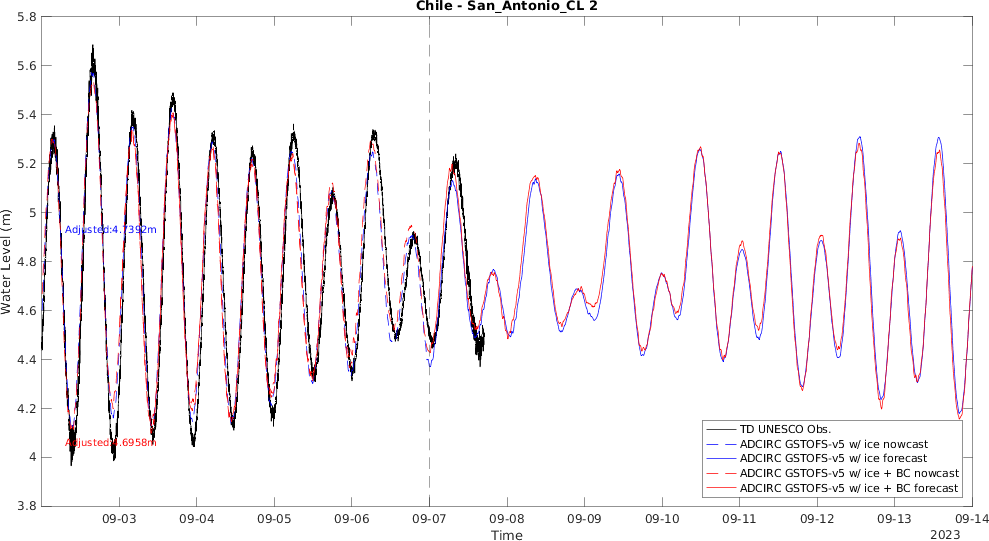 Chile - San_Antonio_CL 2
5.8
5.6
5.4
5.2
5
4.8
4.6
4.4
4.2
4
3.8
Water Level (m)
Adjusted:4.7392m
Adjusted:4.6958m
TD UNESCO Obs.
ADCIRC GSTOFS-v5 w/ ice nowcast
ADCIRC GSTOFS-v5 w/ ice forecast
ADCIRC GSTOFS-v5 w/ ice + BC nowcast
ADCIRC GSTOFS-v5 w/ ice + BC forecast
09-03 09-04 09-05 09-06 09-07 09-08 09-09 09-10 09-11 09-12 09-13 09-14
Time
2023